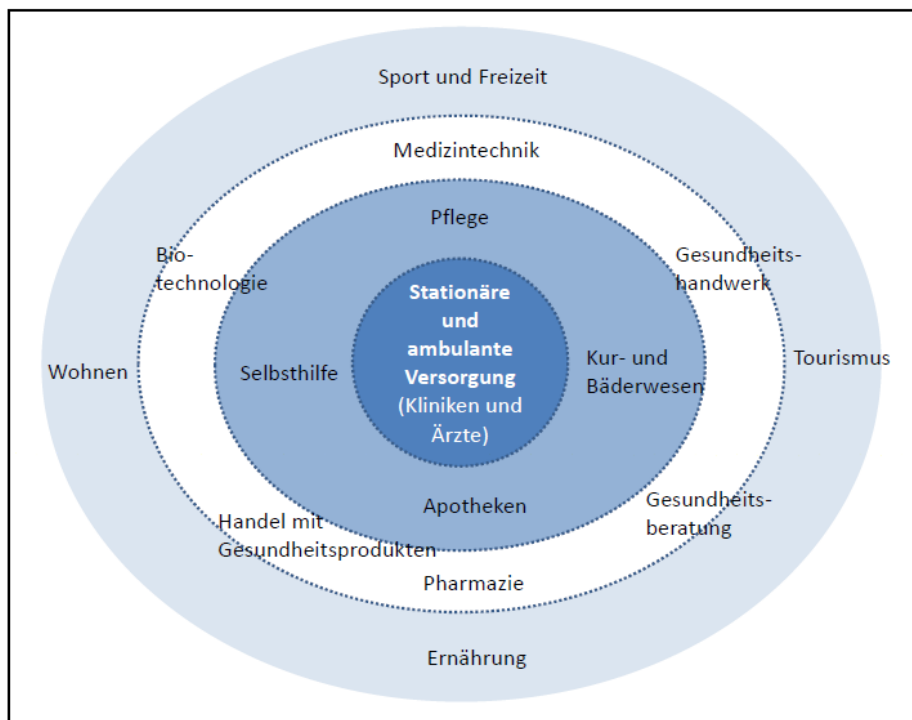 Sport und Freizeit
Medizintechnik
Pflege
Bio-
technologie
Gesundheits-
handwerk
Stationäre
und
ambulante
Versorgung
(Kliniken und
Ärzte)
Wohnen
Selbsthilfe
Kur- und
Bäderwesen
Tourismus
Apotheken
Handel mit
Gesundheitsprodukten
Gesundheits-
beratung
Pharmazie
Ernährung